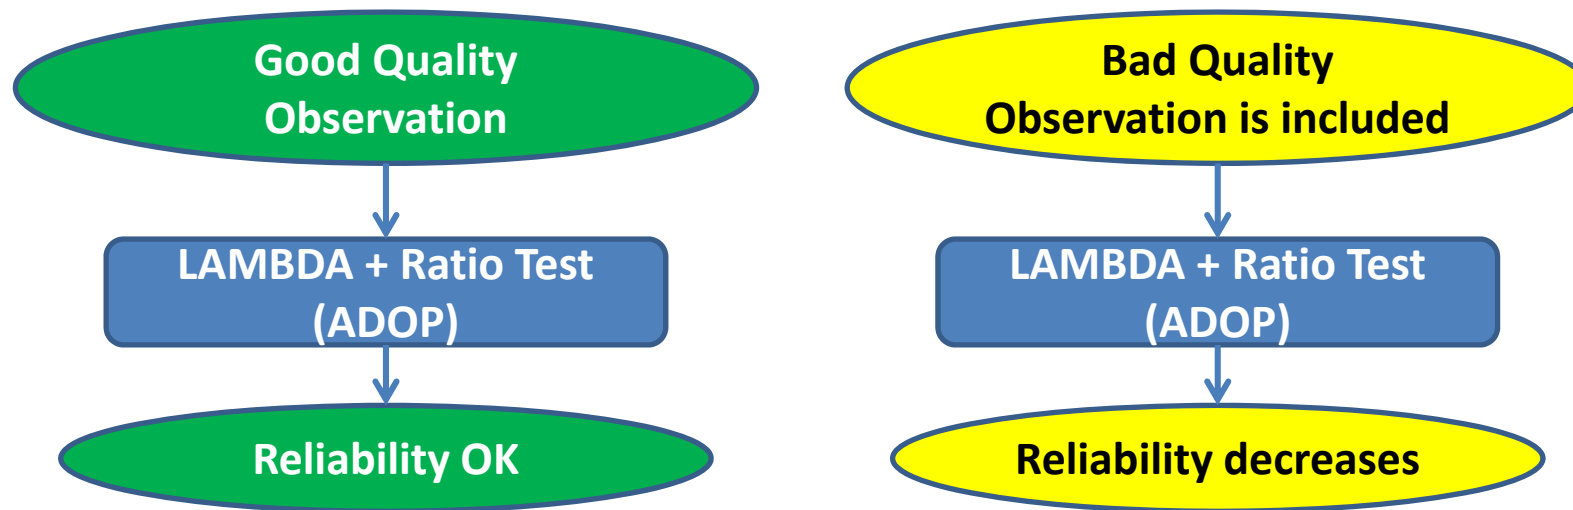 Good Quality
Observation
LAMBDA + Ratio Test
(ADOP)
Reliability OK
Bad Quality
Observation is included
LAMBDA + Ratio Test
(ADOP)
Reliability decreases